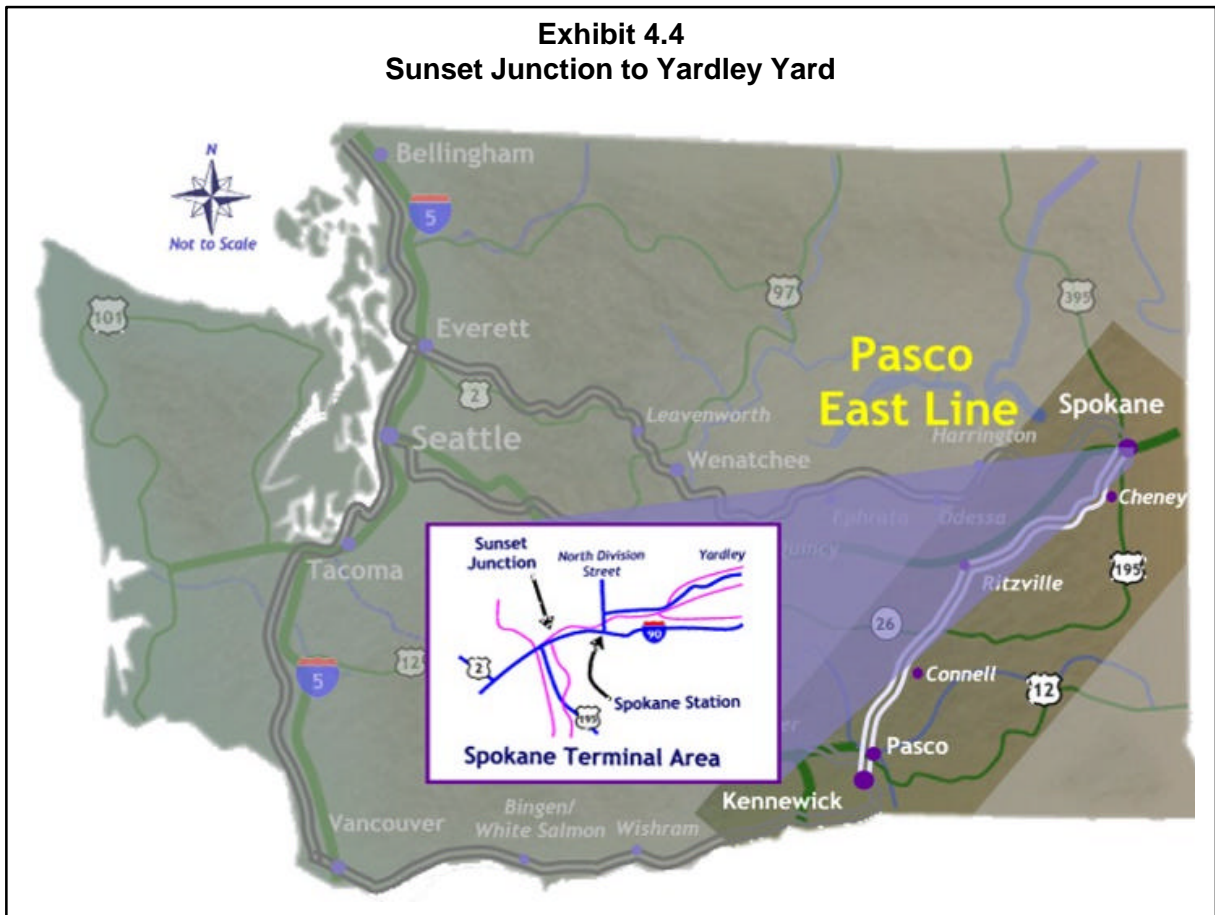 Exhibit 4.4
Sunset Junction to Yardley Yard
N
Not to Scale
Bellingham
5
101
97
395
Everett
2
Pasco
East Line
Spokane
Leavenworth
Harrington
Seattle
Wenatchee
Cheney
Ephrata
Odessa
Quincy
195
Ritzville
Tacoma
26
12
5
Connell
12
Pasco
Kennewick
Vancouver
Bingen/
White Salmon
Wishram
Sunset
Junction
North Division
Street
Yardley
90
2
195
Spokane Station
Spokane Terminal Area